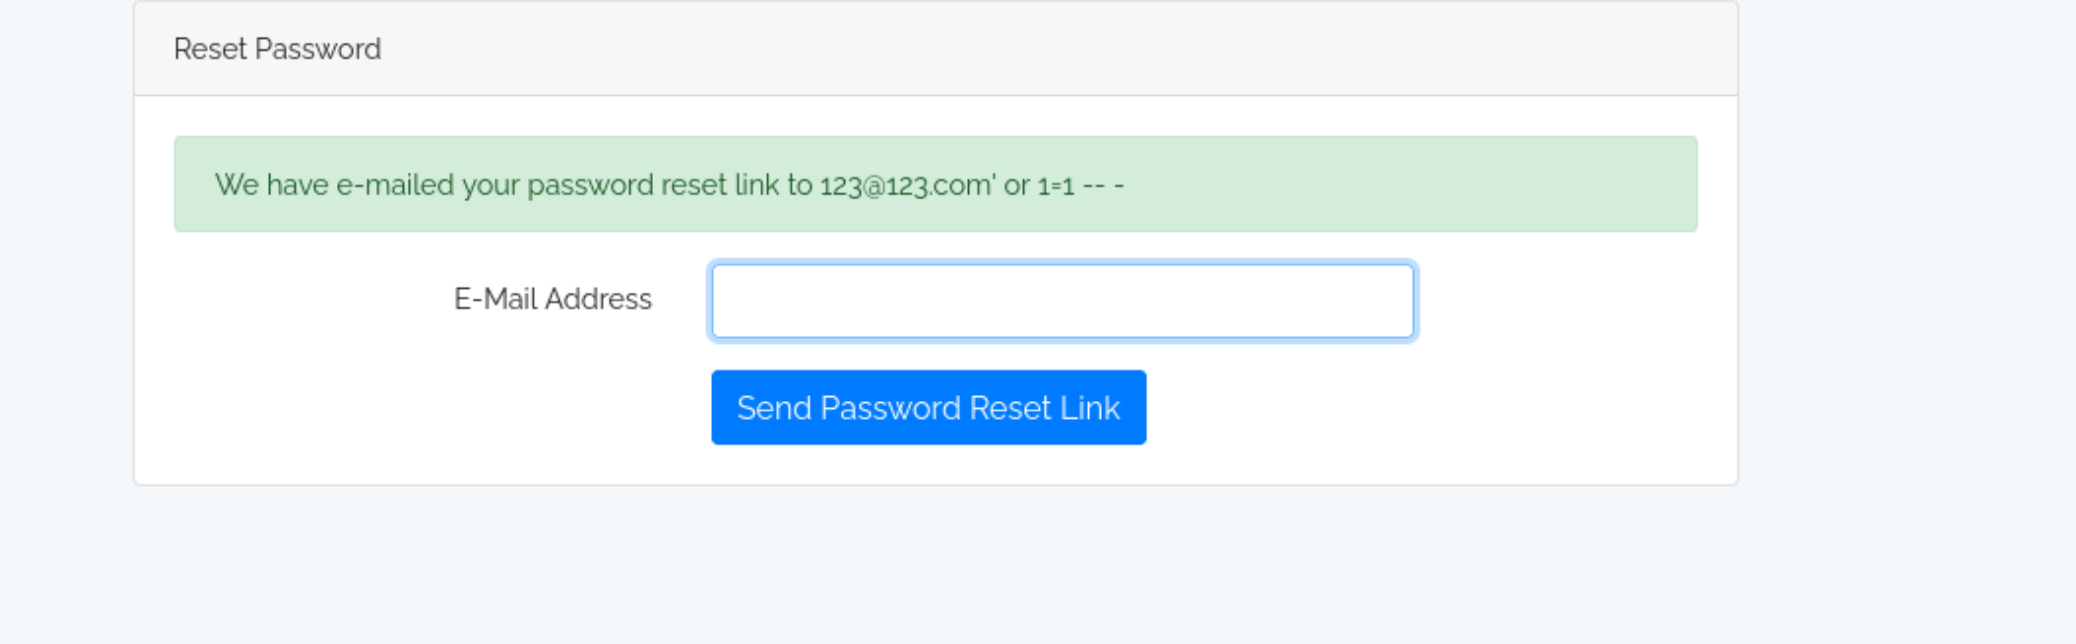 Reset Password
We have e-mailed your password reset link to 123@123.com' or 1=1 -- -
E-Mail Address
Send Password Reset Link